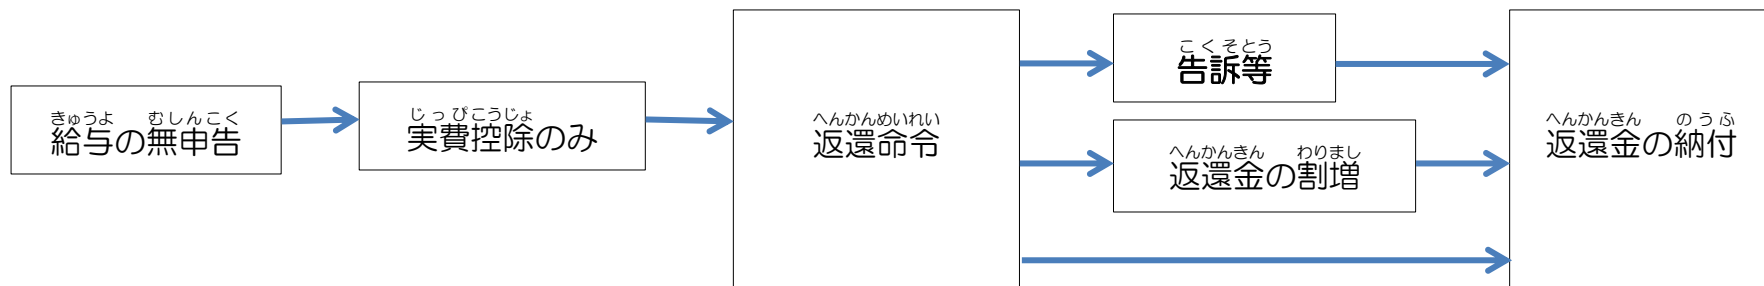 きゅうよ むしんこく
給与の無申告
じっぴこうじょ
実費控除のみ
へんかんめいれい
返還命令
こくそとう
告訴等
へんかんきん わりまし
返還金の割増
へんかんきん のうふ
返還金の納付